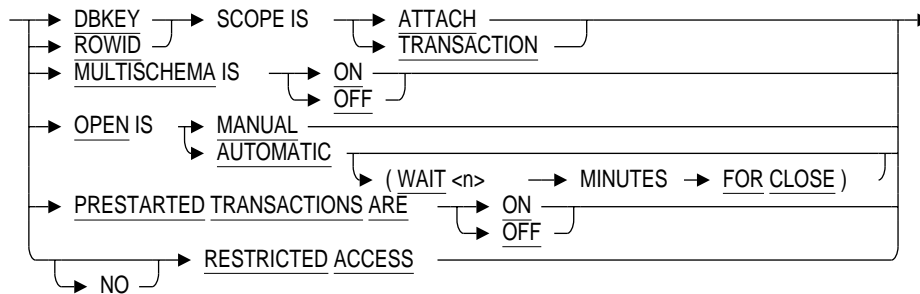 DBKEY SCOPE IS ATTACH
ROWID TRANSACTION
MULTISCHEMA IS ON
OFF
OPEN IS MANUAL
AUTOMATIC
( WAIT <n> MINUTES FOR CLOSE )
PRESTARTED TRANSACTIONS ARE ON
OFF
RESTRICTED ACCESS
NO